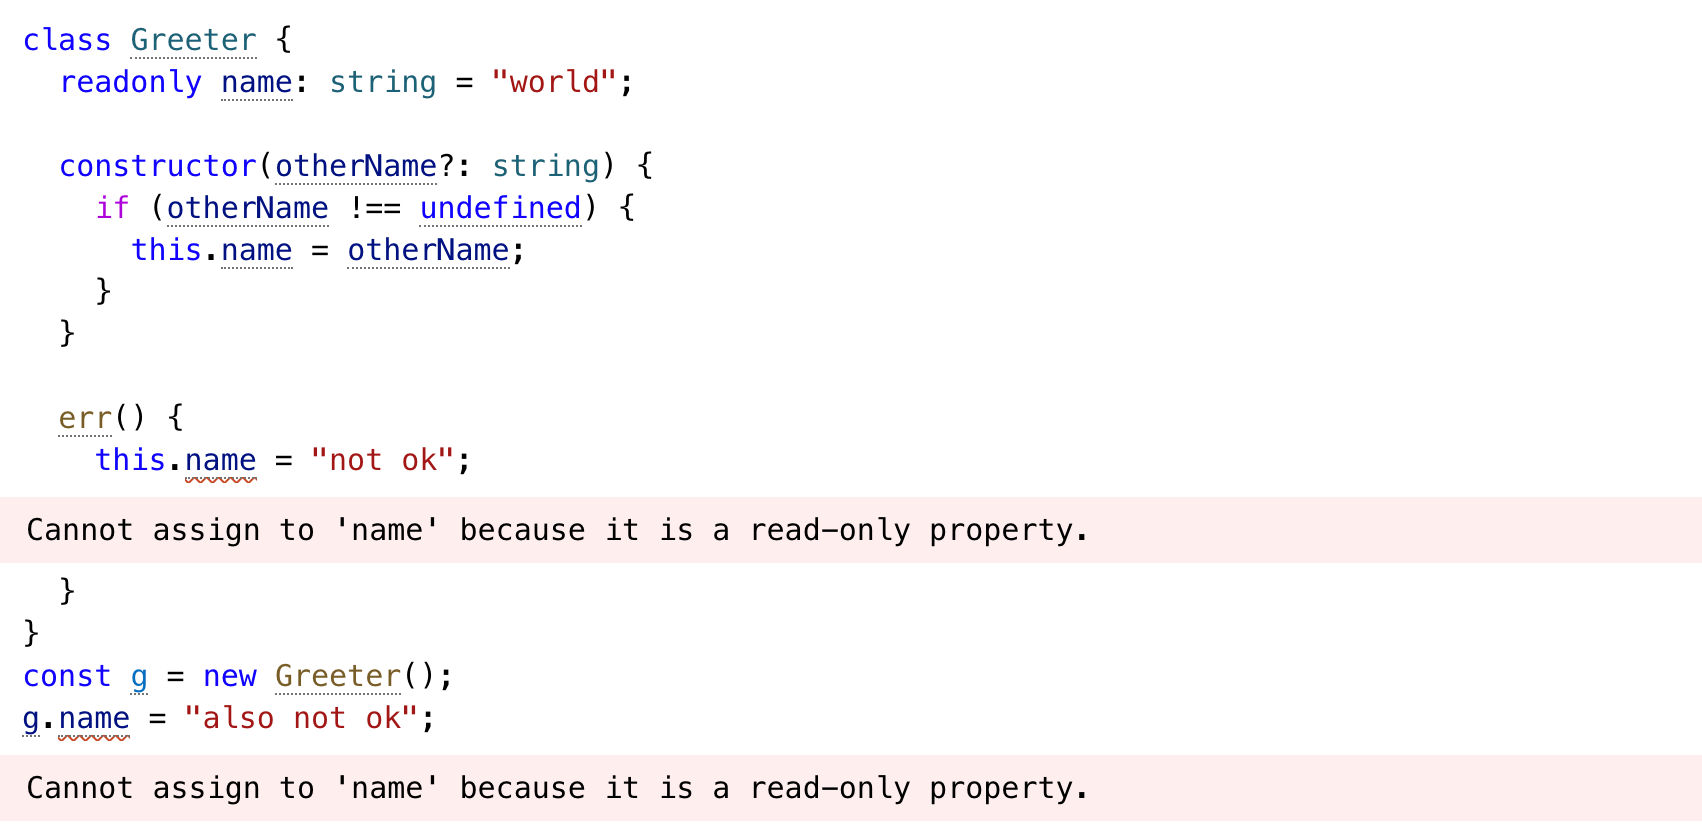 class Greeter {
  readonly name: string = "world";

  constructor(otherName?: string) {
    if (otherName !== undefined) {
      this.name = otherName;
    }
  }

  err() {
    this.name = "not ok";
Cannot assign to 'name' because it is a read-only property.
  }
}
const g = new Greeter();
g.name = "also not ok";
Cannot assign to 'name' because it is a read-only property.